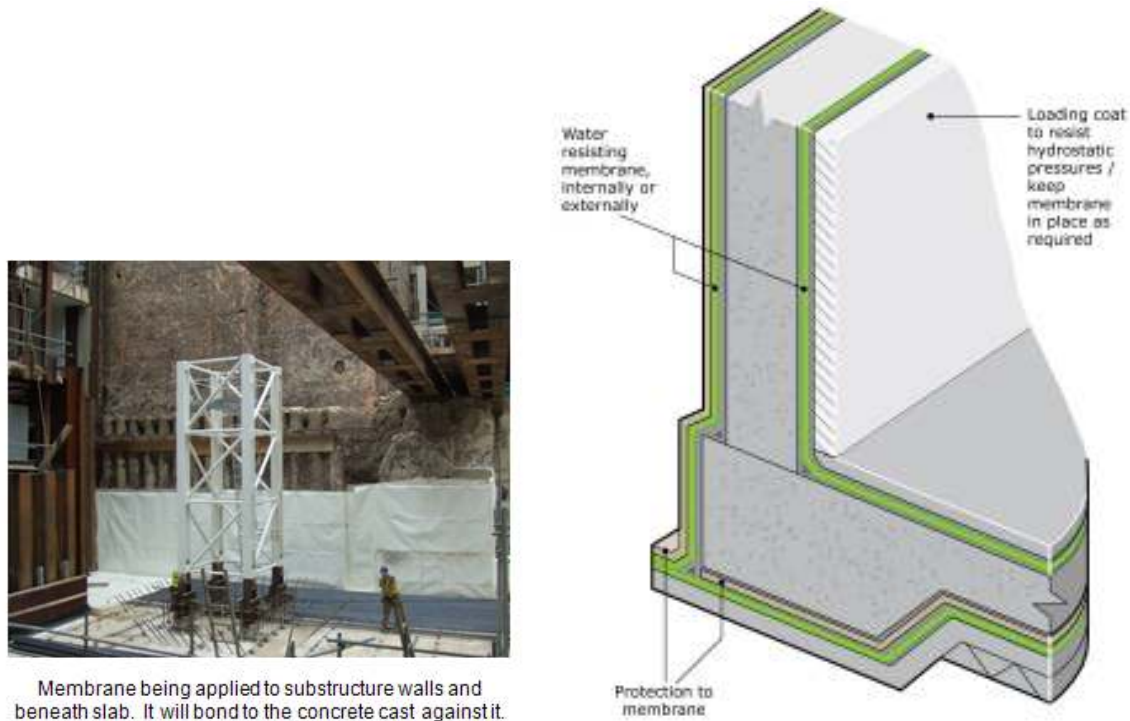 Water
resisting
membrane,
internally or
externally
Loading coat
to resist
hydrostatic
pressures /
keep
membrane
in place as
required
Protection to
membrane
Membrane being applied to substructure walls and
beneath slab. It will bond to the concrete cast against it.